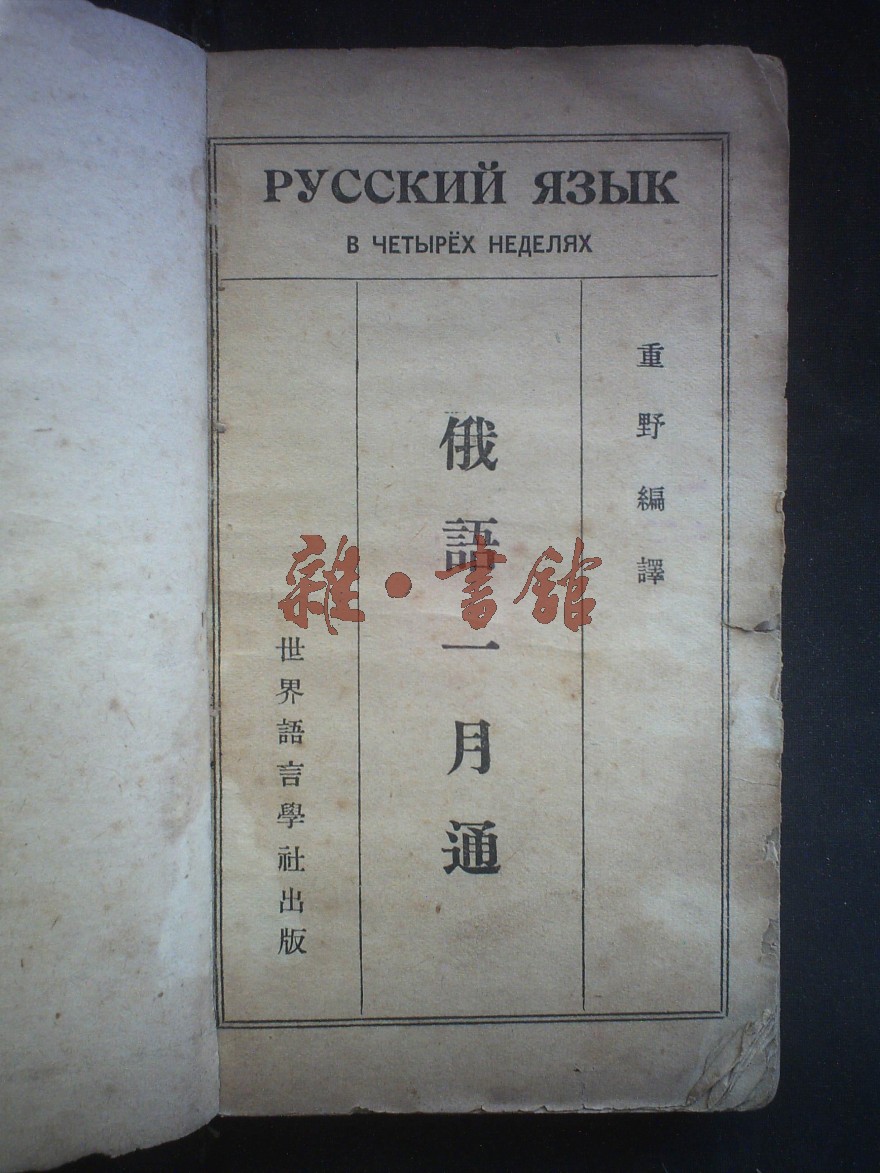 РУССКИЙ ЯЗЫК
В ЧЕТЫРЁХ НЕДЕЛЯХ
重野編譯
俄語一月通
世界語言學社出版
雜·書館